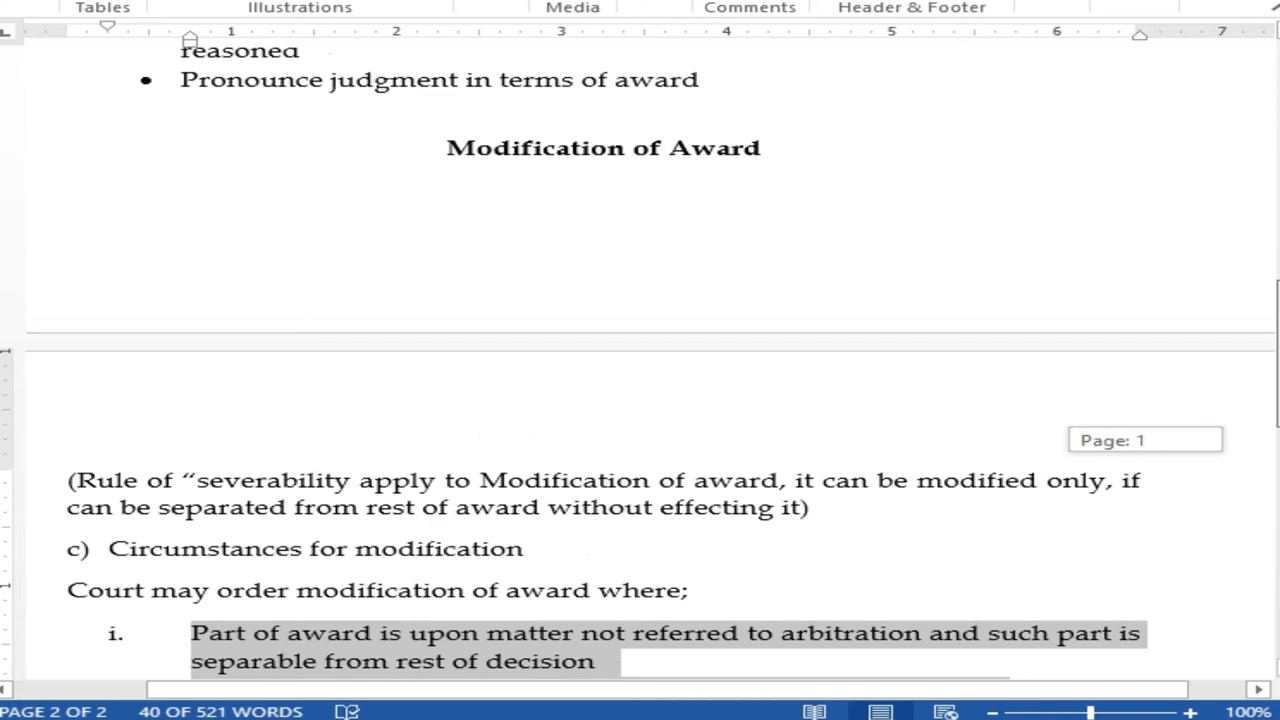 Tables Illustrations Media Comments Header & Footer
1 2 3 4 5 6 7
reasoned
• Pronounce judgment in terms of award
Modification of Award
Page: 1
(Rule of “severability apply to Modification of award, it can be modified only, if
can be separated from rest of award without effecting it)
c) Circumstances for modification
Court may order modification of award where;
i. Part of award is upon matter not referred to arbitration and such part is
separable from rest of decision
PAGE 2 OF 2 40 OF 521 WORDS 100%